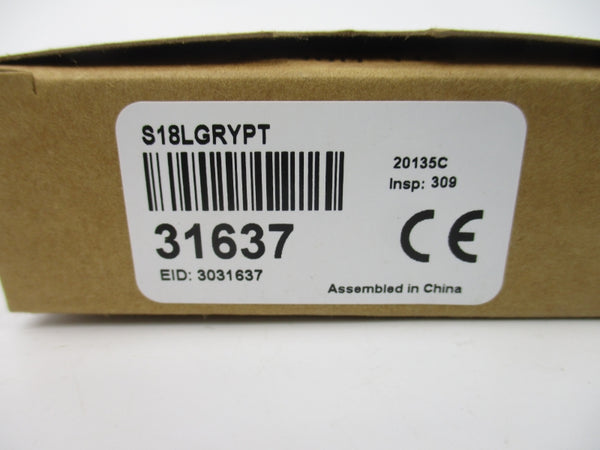 S18LGRYPT
20135C
Insp: 309
31637
CE
EID: 3031637
Assembled in China